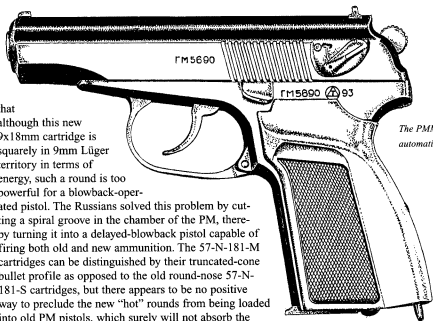 ГМ5690
ГМ5690 93
The PMM
automati
that
although this new
9x18mm cartridge is
squarely in 9mm Lüger
territory in terms of
energy, such a round is too
powerful for a blowback-oper-
ated pistol. The Russians solved this problem by cut-
ting a spiral groove in the chamber of the PM, there-
by turning it into a delayed-blowback pistol capable of
firing both old and new ammunition. The 57-N-181-M
cartridges can be distinguished by their truncated-cone
bullet profile as opposed to the old round-nose 57-N-
181-S cartridges, but there appears to be no positive
way to preclude the new "hot" rounds from being loaded
into old PM pistols, which surely will not absorb the